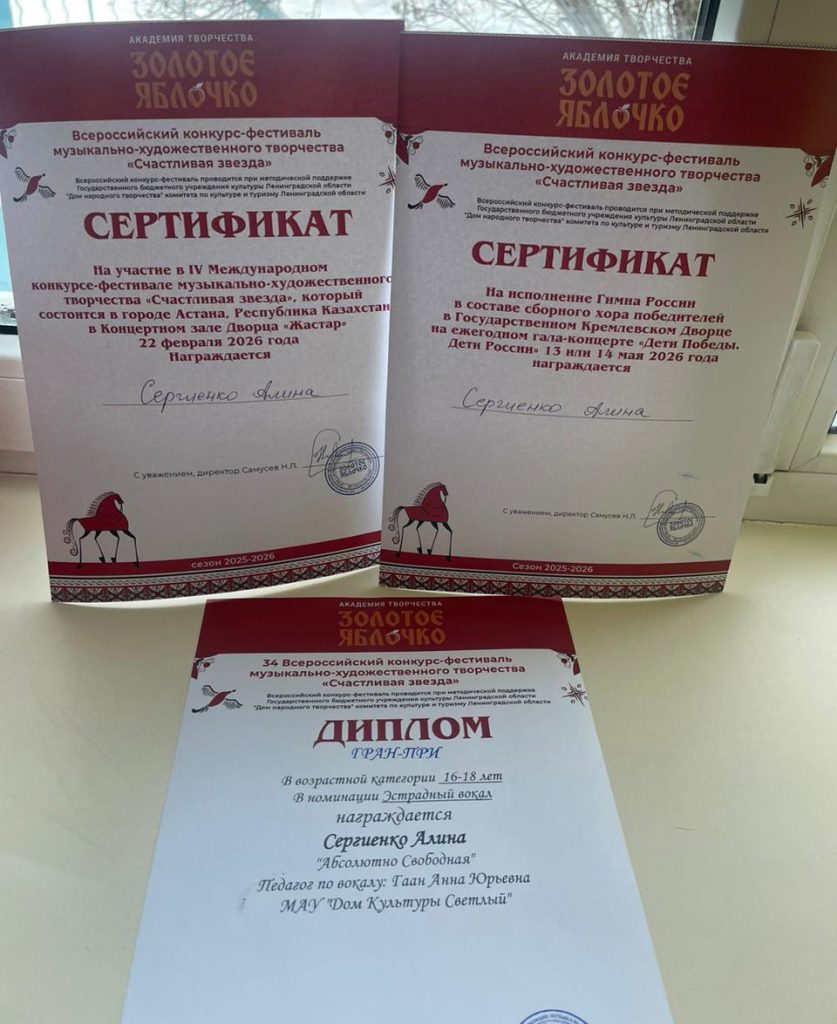 АКАДЕМИЯ ТВОРЧЕСТВА
ЗОЛОТОЕ
ЯБЛОЧКО
Всероссийский конкурс-фестиваль
музыкально-художественного творчества
«Счастливая звезда»
Всероссийский конкурс-фестиваль проводится при методической поддержке
Государственного бюджетного учреждения культуры Ленинградской области
"Дом народного творчества" комитета по культуре и туризму Ленинградской области
СЕРТИФИКАТ
На участие в IV Международном
конкурсе-фестивале музыкально-художественного
творчества «Счастливая звезда», который
состоится в городе Астана, Республика Казахстан
в Концертном зале Дворца «Жастар»
22 февраля 2026 года
Награждается
Сергиенко Алина
С уважением, директор Самусев Н.Л.
ЗОЛОТОЕ
ЯБЛОЧКО
сезон 2025-2026
АКАДЕМИЯ ТВОРЧЕСТВА
ЗОЛОТОЕ
ЯБЛОЧКО
Всероссийский конкурс-фестиваль
музыкально-художественного творчества
«Счастливая звезда»
Всероссийский конкурс-фестиваль проводится при методической поддержке
Государственного бюджетного учреждения культуры Ленинградской области
"Дом народного творчества" комитета по культуре и туризму Ленинградской области
СЕРТИФИКАТ
На исполнение Гимна России
в составе сборного хора победителей
в Государственном Кремлевском Дворце
на ежегодном гала-концерте «Дети Победы.
Дети России» 13 или 14 мая 2026 года
награждается
Сергиенко Алина
С уважением, директор Самусев Н.Л.
ЗОЛОТОЕ
ЯБЛОЧКО
Сезон 2025-2026
АКАДЕМИЯ ТВОРЧЕСТВА
ЗОЛОТОЕ
ЯБЛОЧКО
34 Всероссийский конкурс-фестиваль
музыкально-художественного творчества
«Счастливая звезда»
Всероссийский конкурс-фестиваль проводится при методической поддержке
Государственного бюджетного учреждения культуры Ленинградской области
"Дом народного творчества" комитета по культуре и туризму Ленинградской области
ДИПЛОМ
ГРАН-ПРИ
В возрастной категории 16-18 лет
В номинации Эстрадный вокал
награждается
Сергиенко Алина
"Абсолютно Свободная"
Педагог по вокалу: Гаан Анна Юрьевна
МАУ "Дом Культуры Светлый"